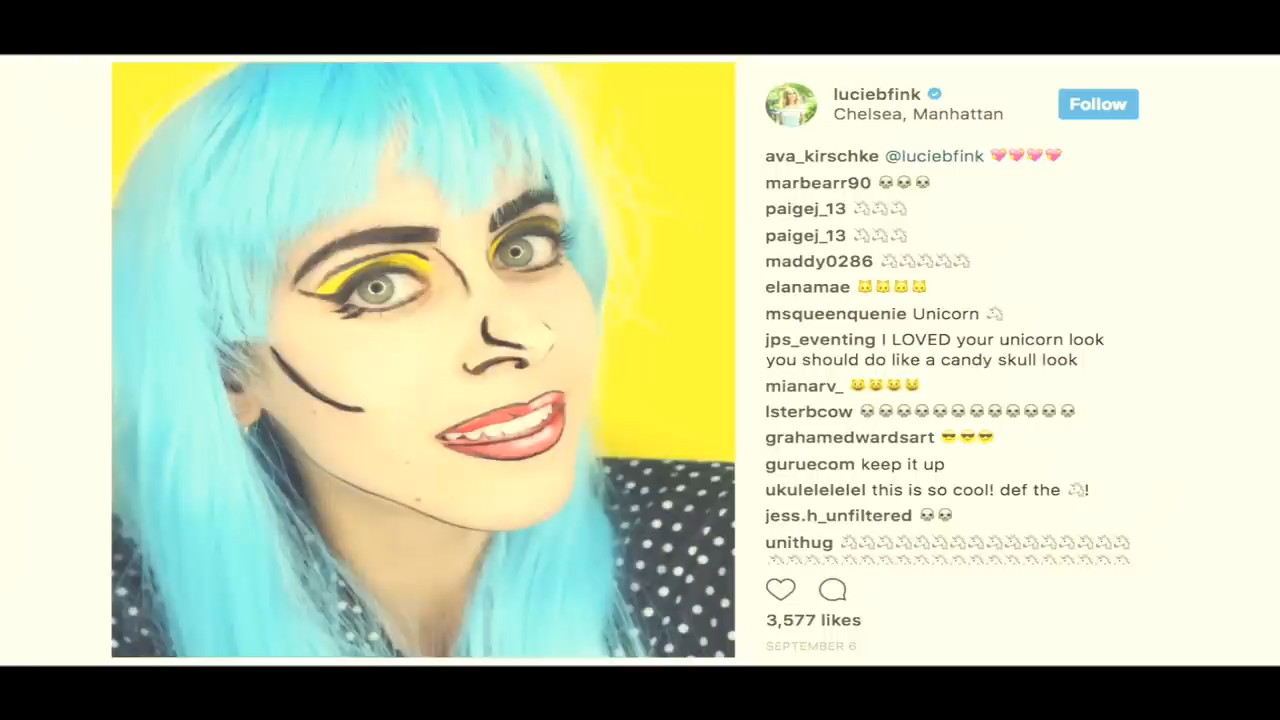 luciebfink
Chelsea, Manhattan
Follow
ava_kirschke @luciebfink 💘💘💘💘
marbearr90 💀💀💀
paigej_13 🦄🦄🦄
paigej_13 🦄🦄🦄
maddy0286 🦄🦄🦄🦄🦄
elanamae 🐱🐱🐱🐱
msqueenquenie Unicorn 🦄
jps_eventing I LOVED your unicorn look
you should do like a candy skull look
mianarv_ 😺😺😺😺
lsterbcow 💀💀💀💀💀💀💀💀💀💀💀💀
grahamedwardsart 😎😎😎
guruecom keep it up
ukulelelelel this is so cool! def the 🦄!
jess.h_unfiltered 💀💀
unithug 🦄🦄🦄🦄🦄🦄🦄🦄🦄🦄🦄🦄🦄🦄🦄🦄
🦄🦄🦄🦄🦄🦄🦄🦄🦄🦄🦄🦄🦄🦄🦄🦄
3,577 likes
SEPTEMBER 6